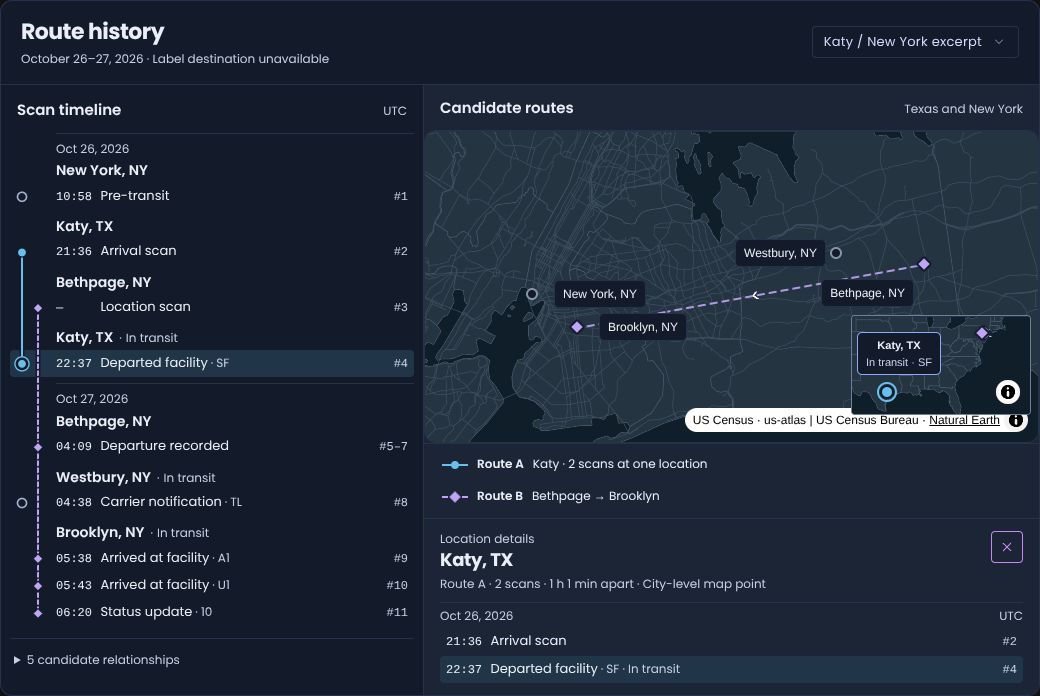 Route history
October 26–27, 2026 · Label destination unavailable
Katy / New York excerpt
Scan timeline
UTC
Oct 26, 2026
New York, NY
10:58 Pre-transit #1
Katy, TX
21:36 Arrival scan #2
Bethpage, NY
— Location scan #3
Katy, TX · In transit
22:37 Departed facility · SF #4
Oct 27, 2026
Bethpage, NY
04:09 Departure recorded #5–7
Westbury, NY · In transit
04:38 Carrier notification · TL #8
Brooklyn, NY · In transit
05:38 Arrived at facility · A1 #9
05:43 Arrived at facility · U1 #10
06:20 Status update · 10 #11
5 candidate relationships
Candidate routes
Texas and New York
Westbury, NY
New York, NY
Bethpage, NY
Brooklyn, NY
Katy, TX
In transit · SF
US Census · us-atlas | US Census Bureau · Natural Earth
Route A Katy · 2 scans at one location
Route B Bethpage → Brooklyn
Location details
Katy, TX
Route A · 2 scans · 1 h 1 min apart · City-level map point
Oct 26, 2026 UTC
21:36 Arrival scan #2
22:37 Departed facility · SF · In transit #4